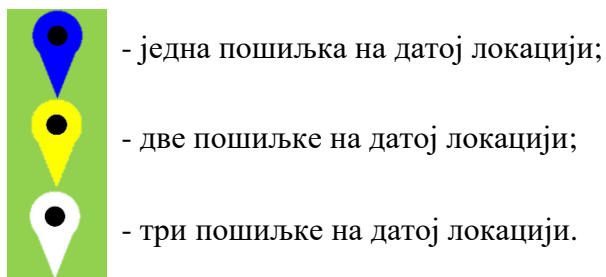 - једна пошиљка на датој локацији;
- две пошиљке на датој локацији;
- три пошиљке на датој локацији.